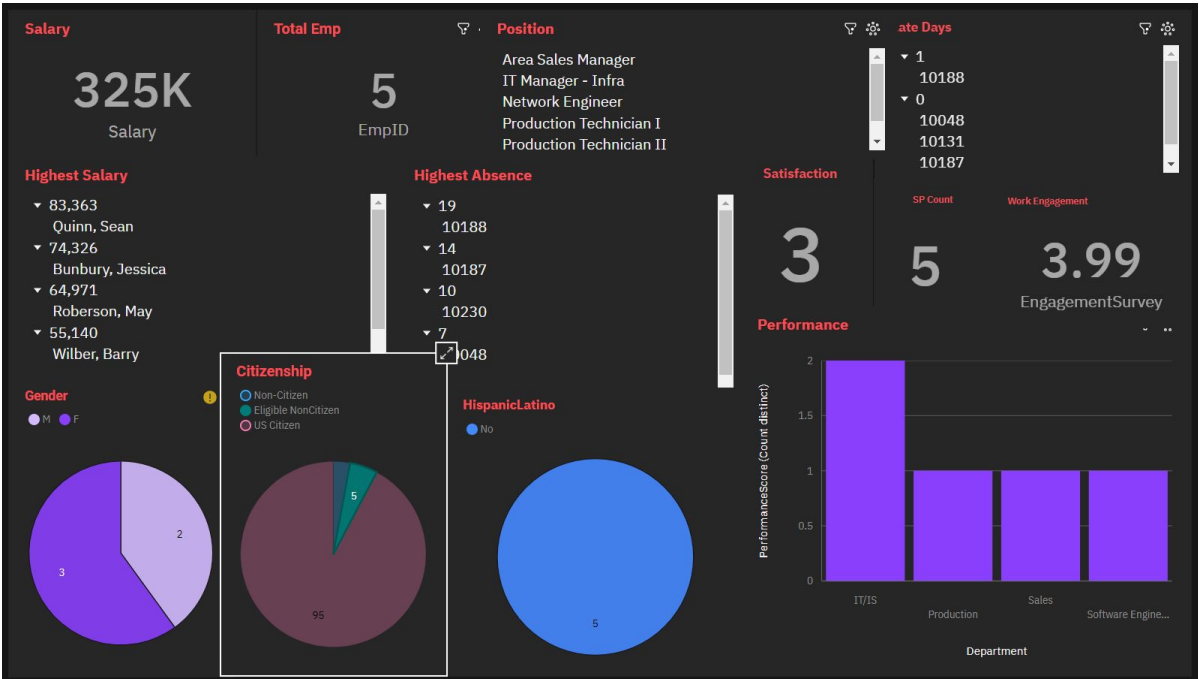 Salary
325K
Salary
Total Emp
5
EmpID
Position
Area Sales Manager
IT Manager - Infra
Network Engineer
Production Technician I
Production Technician II
ate Days
1
10188
0
10048
10131
10187
Highest Salary
83,363
Quinn, Sean
74,326
Bunbury, Jessica
64,971
Roberson, May
55,140
Wilber, Barry
Highest Absence
19
10188
14
10187
10
10230
7
0048
Satisfaction
3
SP Count
5
Work Engagement
3.99
EngagementSurvey
Gender
M F
2
3
Citizenship
Non-Citizen
Eligible NonCitizen
US Citizen
5
95
HispanicLatino
No
5
Performance
PerformanceScore (Count distinct)
2
1.5
1
0.5
0
IT/IS
Production
Sales
Software Engine...
Department